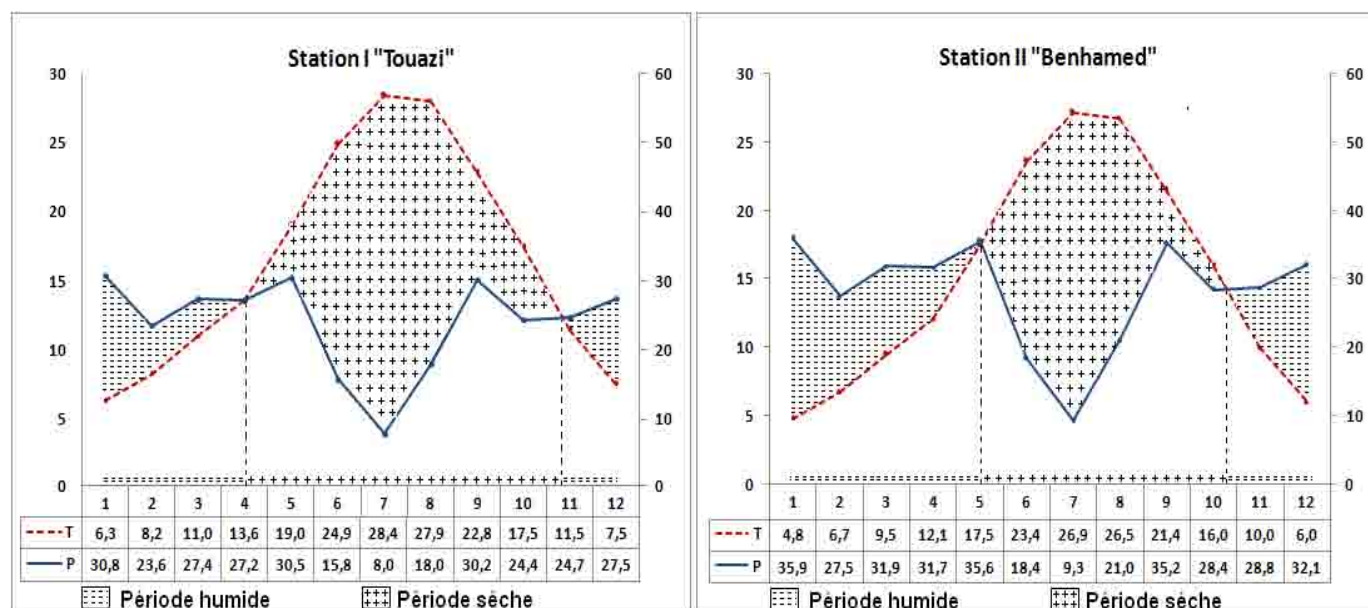 Station I "Touazi"
30 60
25 50
20 40
15 30
10 20
5 10
0 0
1 2 3 4 5 6 7 8 9 10 11 12
T 6,3 8,2 11,0 13,6 19,0 24,9 28,4 27,9 22,8 17,5 11,5 7,5
P 30,8 23,6 27,4 27,2 30,5 15,8 8,0 18,0 30,2 24,4 24,7 27,5
Pèriode humide Pèriode sèche
Station II "Benhamed"
30 60
25 50
20 40
15 30
10 20
5 10
0 0
1 2 3 4 5 6 7 8 9 10 11 12
T 4,8 6,7 9,5 12,1 17,5 23,4 26,9 26,5 21,4 16,0 10,0 6,0
P 35,9 27,5 31,9 31,7 35,6 18,4 9,3 21,0 35,2 28,4 28,8 32,1
Pèriode humide Pèriode sèche